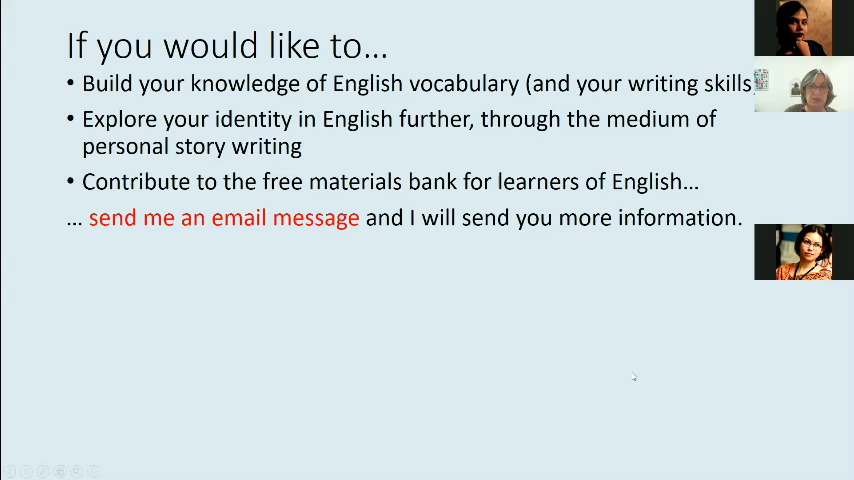 If you would like to...
• Build your knowledge of English vocabulary (and your writing skills
• Explore your identity in English further, through the medium of
personal story writing
• Contribute to the free materials bank for learners of English...
... send me an email message and I will send you more information.